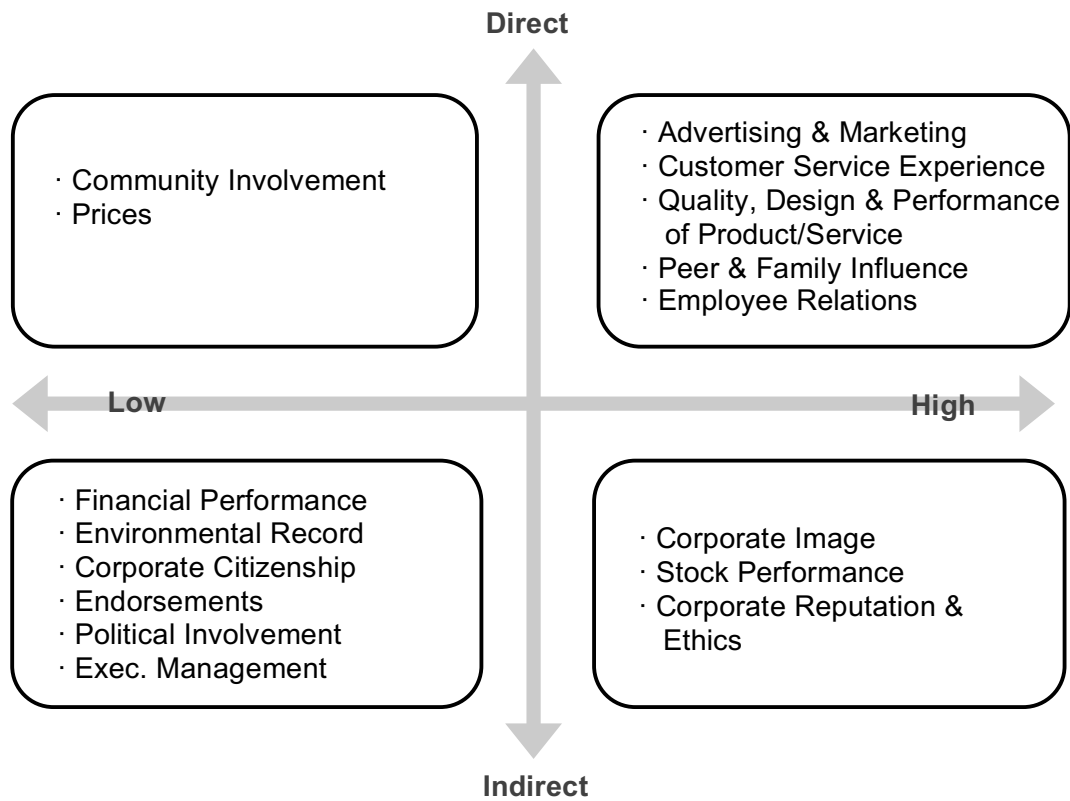 Direct
· Community Involvement
· Prices
· Advertising & Marketing
· Customer Service Experience
· Quality, Design & Performance
of Product/Service
· Peer & Family Influence
· Employee Relations
Low
High
· Financial Performance
· Environmental Record
· Corporate Citizenship
· Endorsements
· Political Involvement
· Exec. Management
· Corporate Image
· Stock Performance
· Corporate Reputation &
Ethics
Indirect